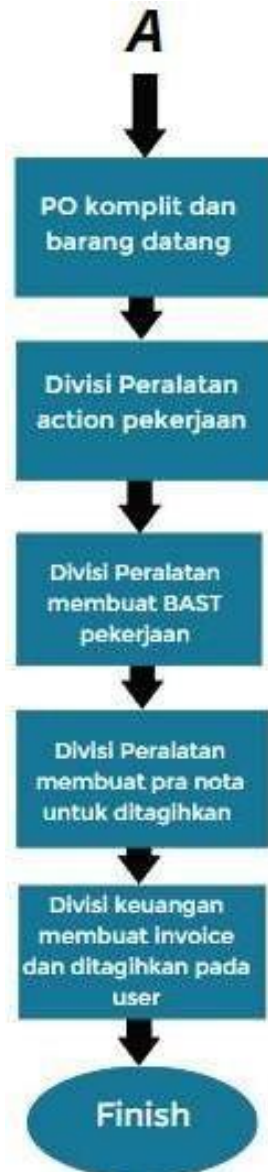 A
PO komplit dan
barang datang
Divisi Peralatan
action pekerjaan
Divisi Peralatan
membuat BAST
pekerjaan
Divisi Peralatan
membuat pra nota
untuk ditagihkan
Divisi keuangan
membuat invoice
dan ditagihkan pada
user
Finish